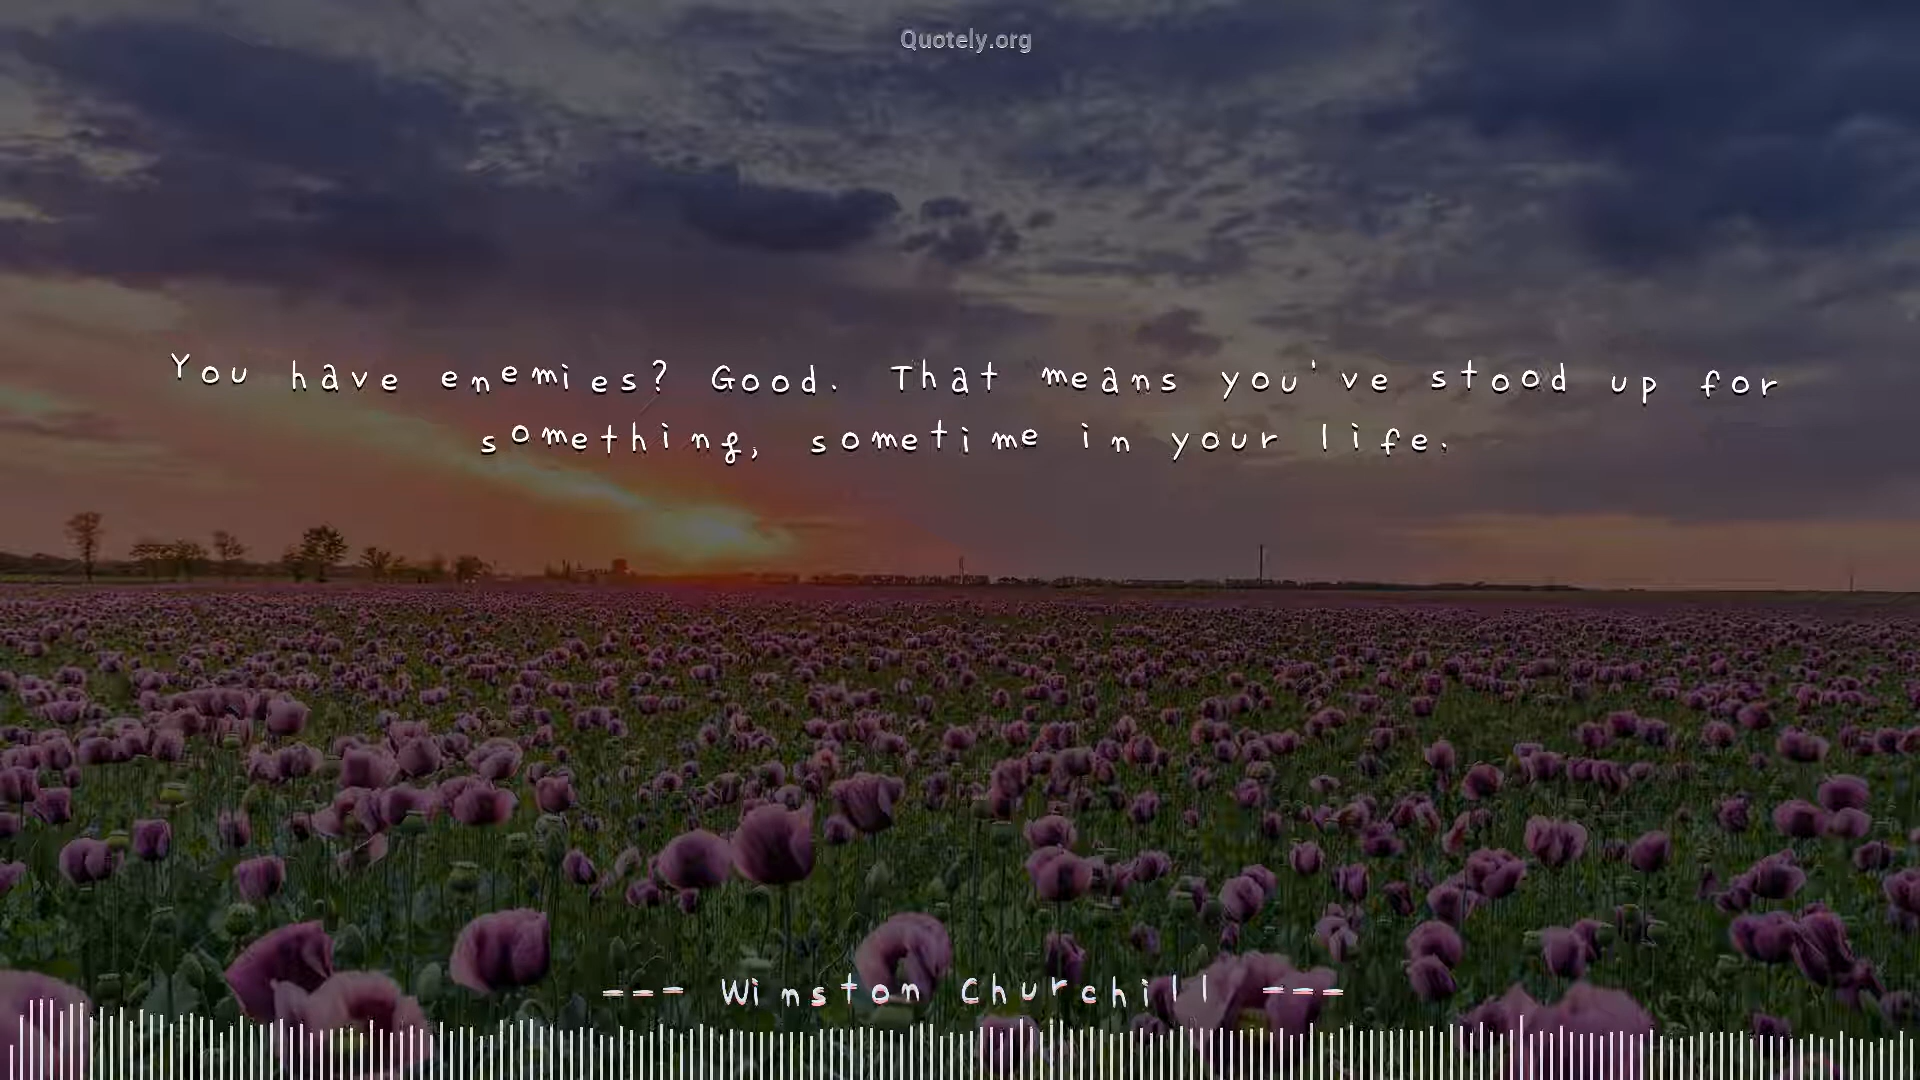 Quotely.org
You have enemies? Good. That means you've stood up for
something, sometime in your life.
--- Winston Churchill ---